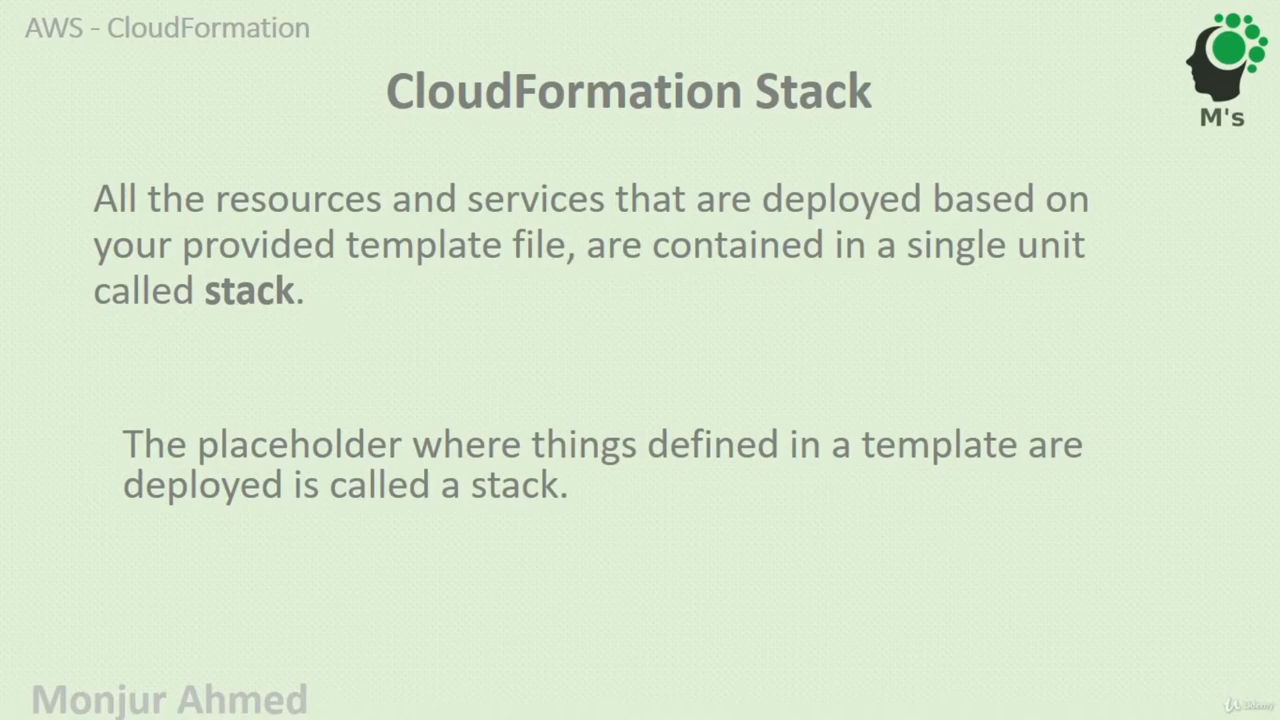 AWS - CloudFormation
CloudFormation Stack
M's
All the resources and services that are deployed based on
your provided template file, are contained in a single unit
called stack.
The placeholder where things defined in a template are
deployed is called a stack.
Monjur Ahmed
Udemy